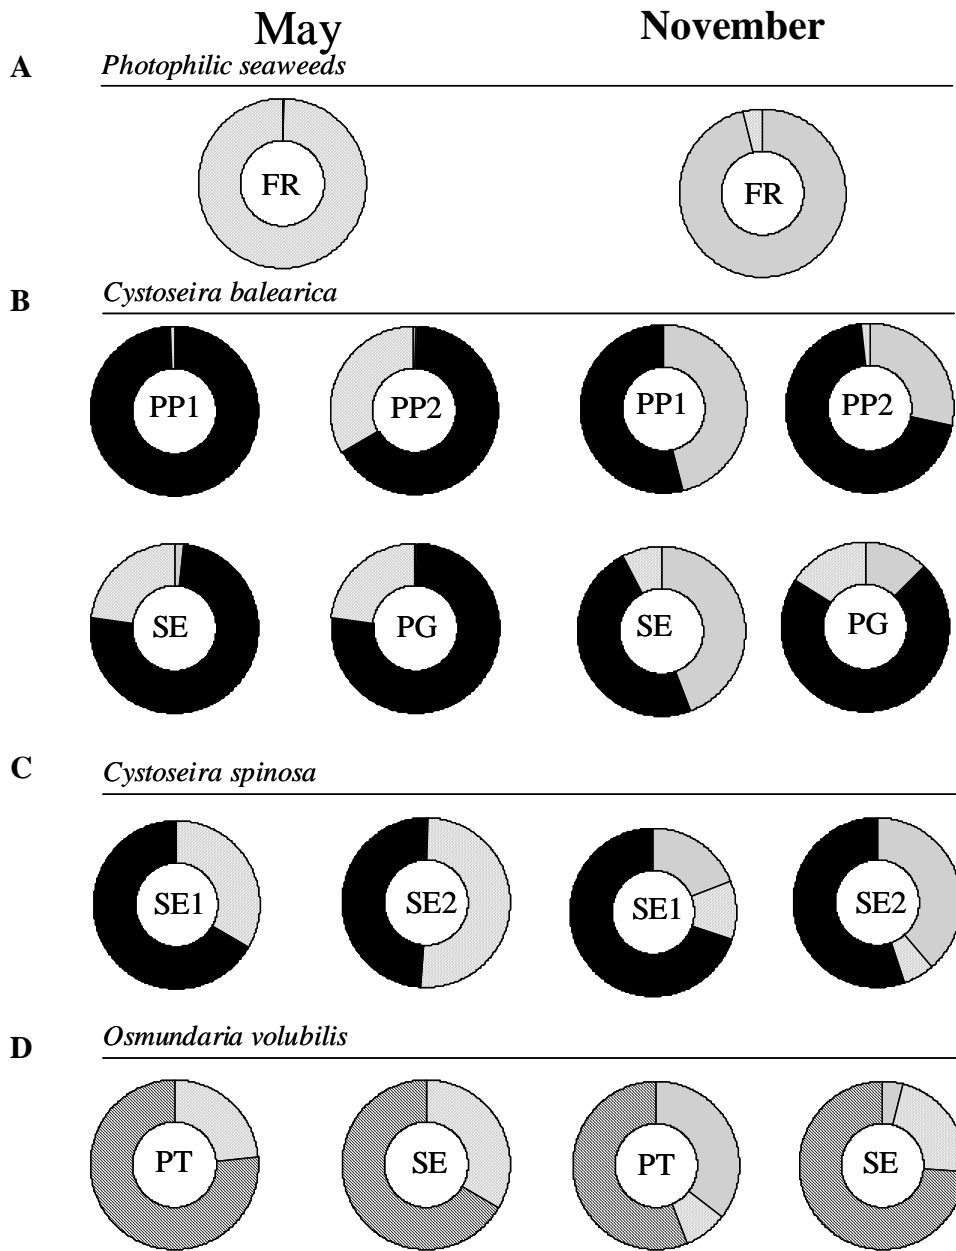 May November
A Photophilic seaweeds
FR FR
B Cystoseira balearica
PP1 PP2 PP1 PP2
SE PG SE PG
C Cystoseira spinosa
SE1 SE2 SE1 SE2
D Osmundaria volubilis
PT SE PT SE